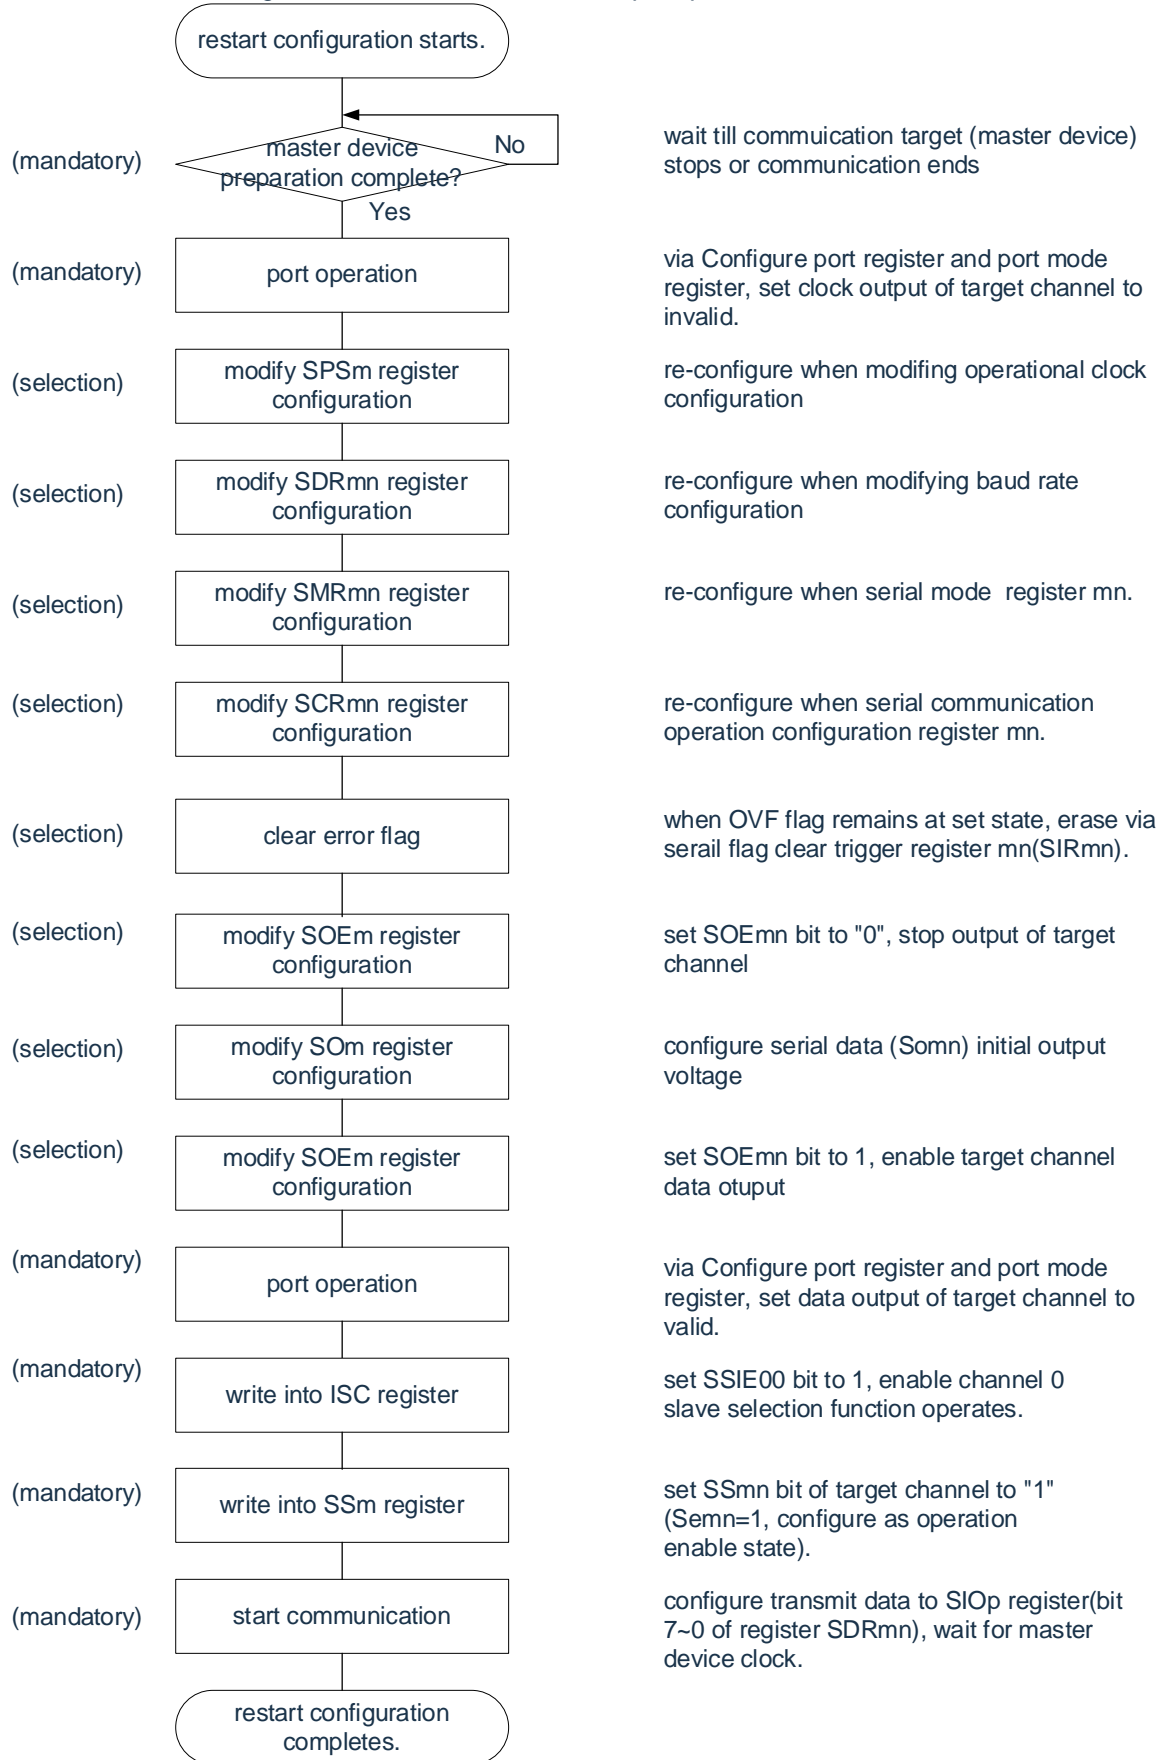 restart configuration starts.
(mandatory)
master device
preparation complete?
No
Yes
wait till commuication target (master device)
stops or communication ends
(mandatory)
port operation
via Configure port register and port mode
register, set clock output of target channel to
invalid.
(selection)
modify SPSm register
configuration
re-configure when modifing operational clock
configuration
(selection)
modify SDRmn register
configuration
re-configure when modifying baud rate
configuration
(selection)
modify SMRmn register
configuration
re-configure when serial mode  register mn.
(selection)
modify SCRmn register
configuration
re-configure when serial communication
operation configuration register mn.
(selection)
clear error flag
when OVF flag remains at set state, erase via
serail flag clear trigger register mn(SIRmn).
(selection)
modify SOEm register
configuration
set SOEmn bit to "0", stop output of target
channel
(selection)
modify SOm register
configuration
configure serial data (Somn) initial output
voltage
(selection)
modify SOEm register
configuration
set SOEmn bit to 1, enable target channel
data otuput
(mandatory)
port operation
via Configure port register and port mode
register, set data output of target channel to
valid.
(mandatory)
write into ISC register
set SSIE00 bit to 1, enable channel 0
slave selection function operates.
(mandatory)
write into SSm register
set SSmn bit of target channel to "1"
(Semn=1, configure as operation
enable state).
(mandatory)
start communication
configure transmit data to SIOp register(bit
7~0 of register SDRmn), wait for master
device clock.
restart configuration
completes.